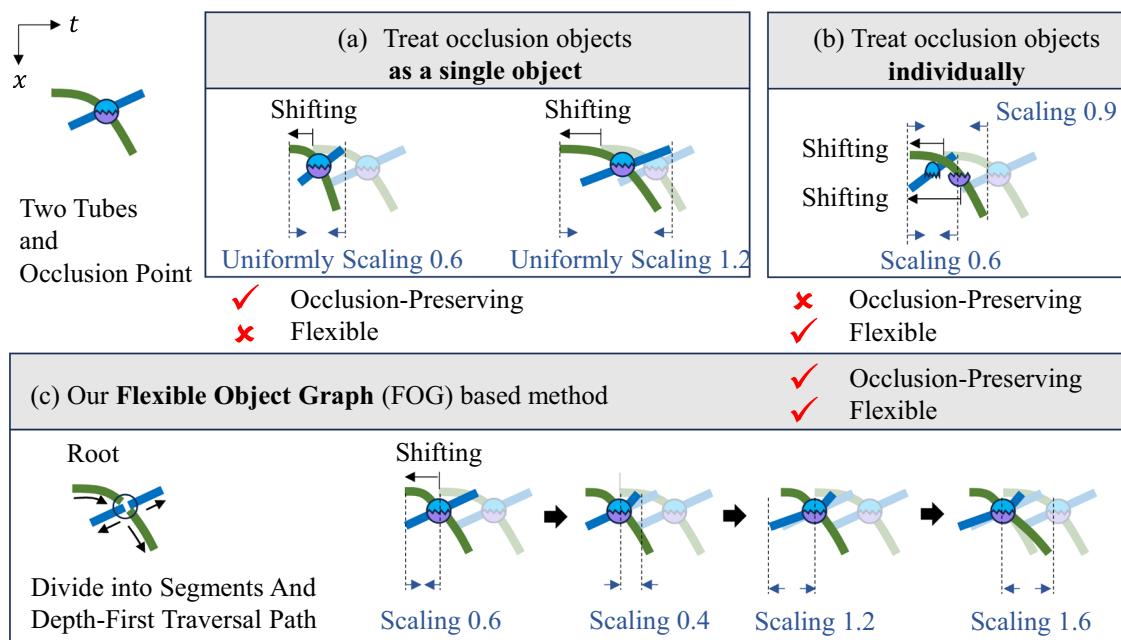 t
x
Two Tubes
and
Occlusion Point
(a) Treat occlusion objects
as a single object
Shifting
Shifting
Uniformly Scaling 0.6
Uniformly Scaling 1.2
✓ Occlusion-Preserving
✘ Flexible
(b) Treat occlusion objects
individually
Scaling 0.9
Shifting
Shifting
Scaling 0.6
✘ Occlusion-Preserving
✓ Flexible
(c) Our Flexible Object Graph (FOG) based method
✓ Occlusion-Preserving
✓ Flexible
Root
Divide into Segments And
Depth-First Traversal Path
Shifting
Scaling 0.6
Scaling 0.4
Scaling 1.2
Scaling 1.6